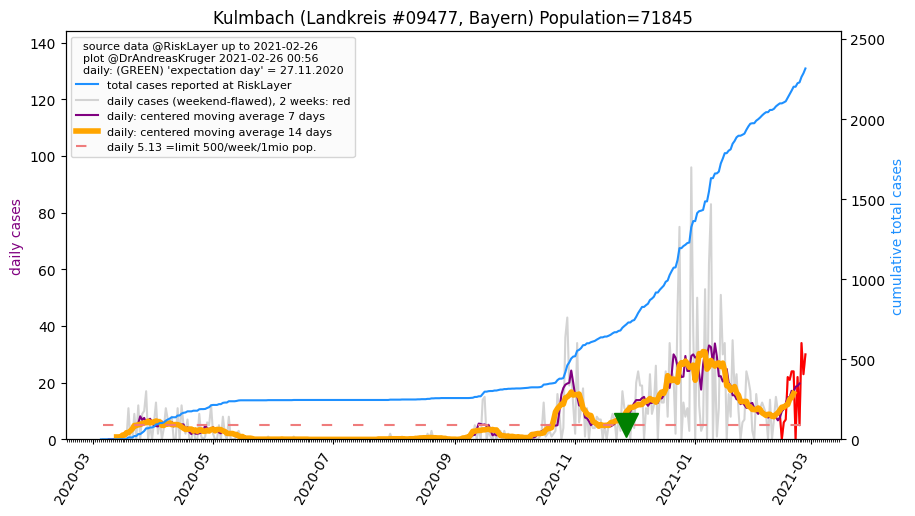 Kulmbach (Landkreis #09477, Bayern) Population=71845
source data @RiskLayer up to 2021-02-26
plot @DrAndreasKruger 2021-02-26 00:56
daily: (GREEN) 'expectation day' = 27.11.2020
total cases reported at RiskLayer
daily cases (weekend-flawed), 2 weeks: red
daily: centered moving average 7 days
daily: centered moving average 14 days
daily 5.13 =limit 500/week/1mio pop.
daily cases
140
120
100
80
60
40
20
0
cumulative total cases
2500
2000
1500
1000
500
0
2020-03
2020-05
2020-07
2020-09
2020-11
2021-01
2021-03